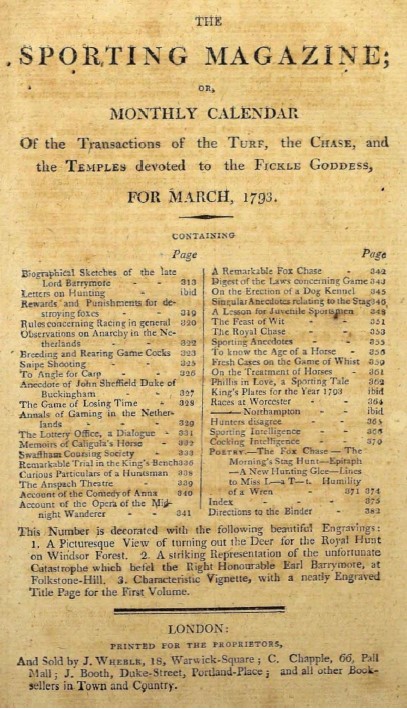 THE
SPORTING MAGAZINE;
OR,
MONTHLY CALENDAR
Of the Transactions of the TURF, the CHASE, and
the TEMPLES devoted to the FICKLE GODDESS,
FOR MARCH, 1793.
CONTAINING
Page
Biographical Sketches of the late
Lord Barrymore - - 313
Letters on Hunting - ibid
Rewards and Punishments for de-
stroying foxes - - 319
Rules concerning Racing in general 320
Observations on Anarchy in the Ne-
therlands - - 322
Breeding and Rearing Game Cocks 323
Snipe Shooting - - 325
To Angle for Carp - - 326
Anecdote of John Sheffield Duke of
Buckingham - - 327
The Game of Losing Time - 328
Annals of Gaming in the Nether-
lands - - 329
The Lottery Office, a Dialogue - 331
Memoirs of Caligula's Horse - 332
Swaffham Coursing Society - 333
Remarkable Trial in the King's Bench 336
Curious Particulars of a Huntsman 338
The Anspach Theatre - - 339
Account of the Comedy of Anna 340
Account of the Opera of the Mid-
night Wanderer - - 341
Page
A Remarkable Fox Chase - 342
Digest of the Laws concerning Game 343
On the Erection of a Dog Kennel 345
Singular Anecdotes relating to the Stag 346
A Lesson for Juvenile Sportsmen 348
The Feast of Wit - - 351
The Royal Chase - - 353
Sporting Anecdotes - - 355
To know the Age of a Horse - 358
Fresh Cases on the Game of Whist 359
On the Treatment of Horses - 361
Phillis in Love, a Sporting Tale 362
King's Plates for the Year 1793 ibid
Races at Worcester - 364
—— Northampton - ibid
Hunters disagree - - 365
Sporting Intelligence - - 368
Cocking Intelligence - - 370
POETRY.—The Fox Chase — The
Morning's Stag Hunt—Epitaph
—A New Hunting Glee—Lines
to Miss L—a T—t. Humility
of a Wren - 371 374
Index - - - 375
Directions to the Binder - 382
This Number is decorated with the following beautiful Engravings:
1. A Picturesque View of turning out the Deer for the Royal Hunt
on Windsor Forest. 2. A striking Representation of the unfortunate
Catastrophe which befel the Right Honourable Earl Barrymore, at
Folkstone-Hill. 3. Characteristic Vignette, with a neatly Engraved
Title Page for the First Volume.
LONDON:
PRINTED FOR THE PROPRIETORS,
And Sold by J. WHEBLE, 18, Warwick-Square; C. Chapple, 66, Pall
Mall; J. Booth, Duke-Street, Portland-Place; and all other Book-
sellers in Town and Country.